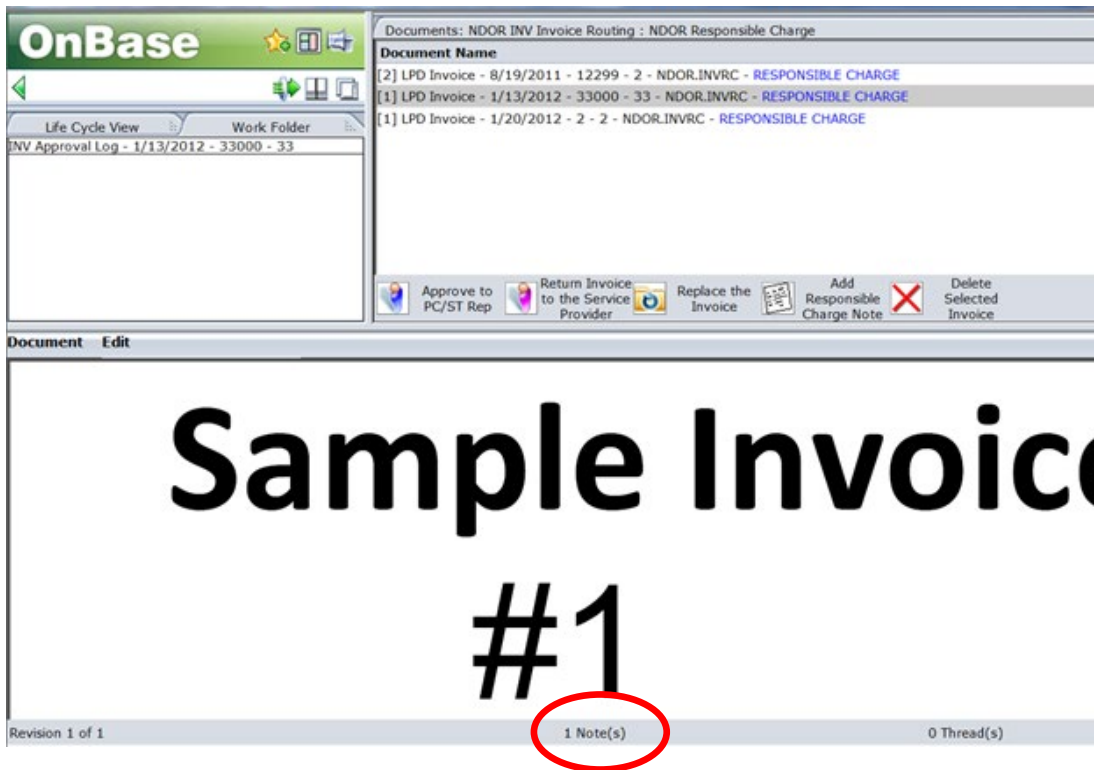 OnBase
Documents: NDOR INV Invoice Routing : NDOR Responsible Charge
Document Name
[2] LPD Invoice - 8/19/2011 - 12299 - 2 - NDOR.INVRC - RESPONSIBLE CHARGE
[1] LPD Invoice - 1/13/2012 - 33000 - 33 - NDOR.INVRC - RESPONSIBLE CHARGE
[1] LPD Invoice - 1/20/2012 - 2 - 2 - NDOR.INVRC - RESPONSIBLE CHARGE
Life Cycle View
Work Folder
INV Approval Log - 1/13/2012 - 33000 - 33
Approve to
PC/ST Rep
Return Invoice
to the Service
Provider
Replace the
Invoice
Add
Responsible
Charge Note
Delete
Selected
Invoice
Document Edit
Sample Invoice
#1
Revision 1 of 1
1 Note(s)
0 Thread(s)